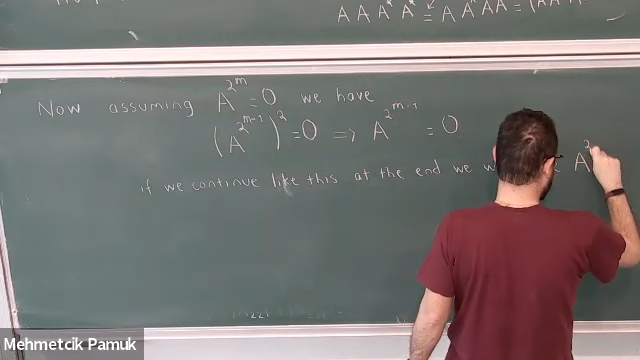 A A A* A* = A A* A A = (A A
Now assuming A^{2^m} = 0 we have
(A^{2^{m-1}})^2 = 0 ⟹ A^{2^{m-1}} = 0
if we continue like this at the end we A^2
Mehmetcik Pamuk